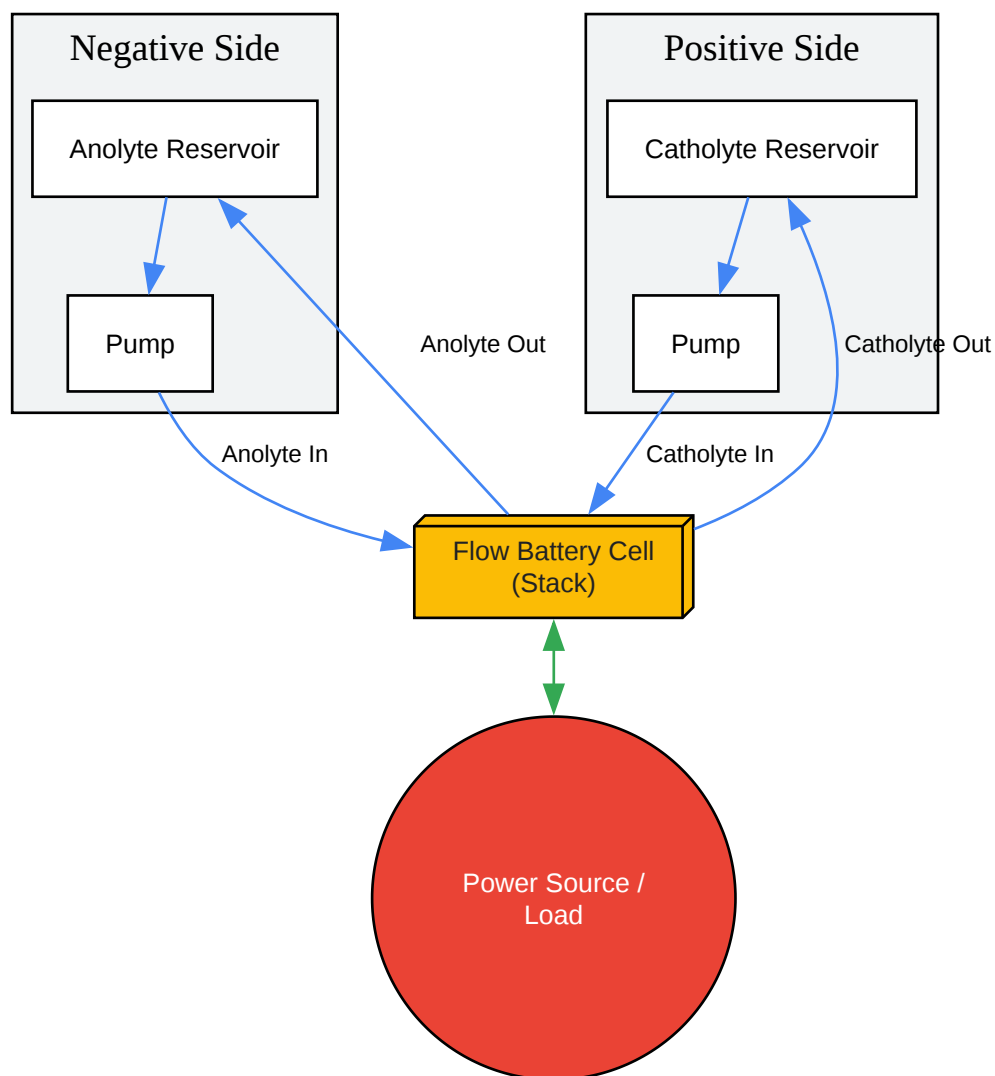 Negative Side
Positive Side
Anolyte Reservoir
Catholyte Reservoir
Pump
Anolyte Out
Pump
Catholyte Out
Anolyte In
Catholyte In
Flow Battery Cell
(Stack)
Power Source /
Load